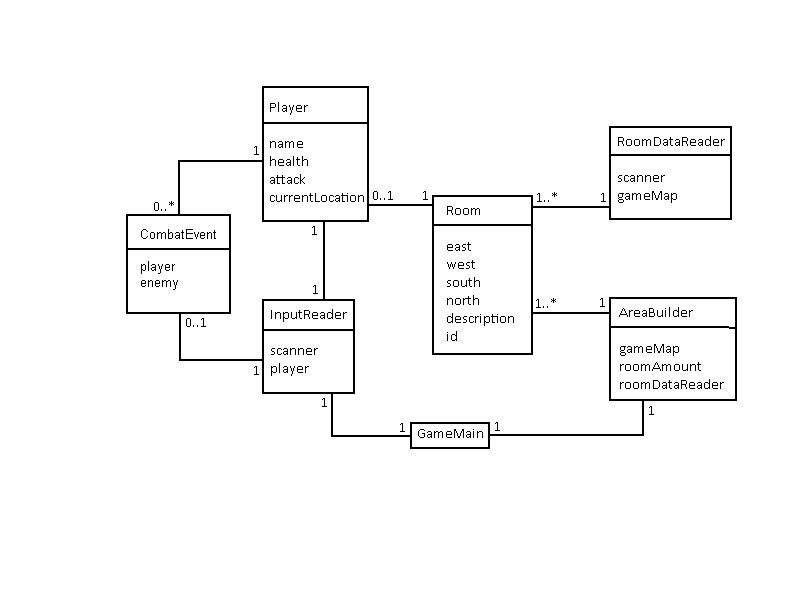 Player
name
health
attack
currentLocation
1
0..*
CombatEvent
player
enemy
0..1
1
1
1
InputReader
scanner
player
1
0..1
1
Room
east
west
south
north
description
id
1..*
1
RoomDataReader
scanner
gameMap
1..*
1
AreaBuilder
gameMap
roomAmount
roomDataReader
1
1
GameMain
1